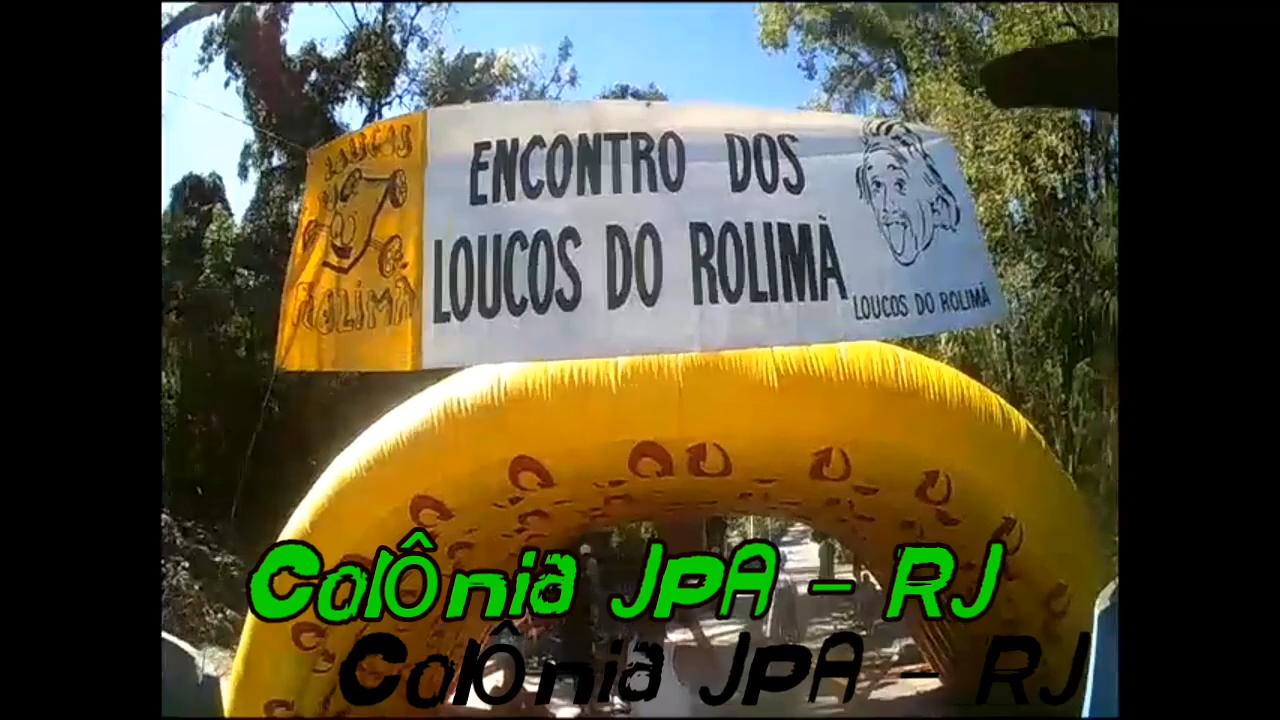 LOUCOS
ROLIMÃ
ENCONTRO DOS
LOUCOS DO ROLIMÃ
LOUCOS DO ROLIMÃ
Colônia JPA - RJ
Colônia JPA - RJ